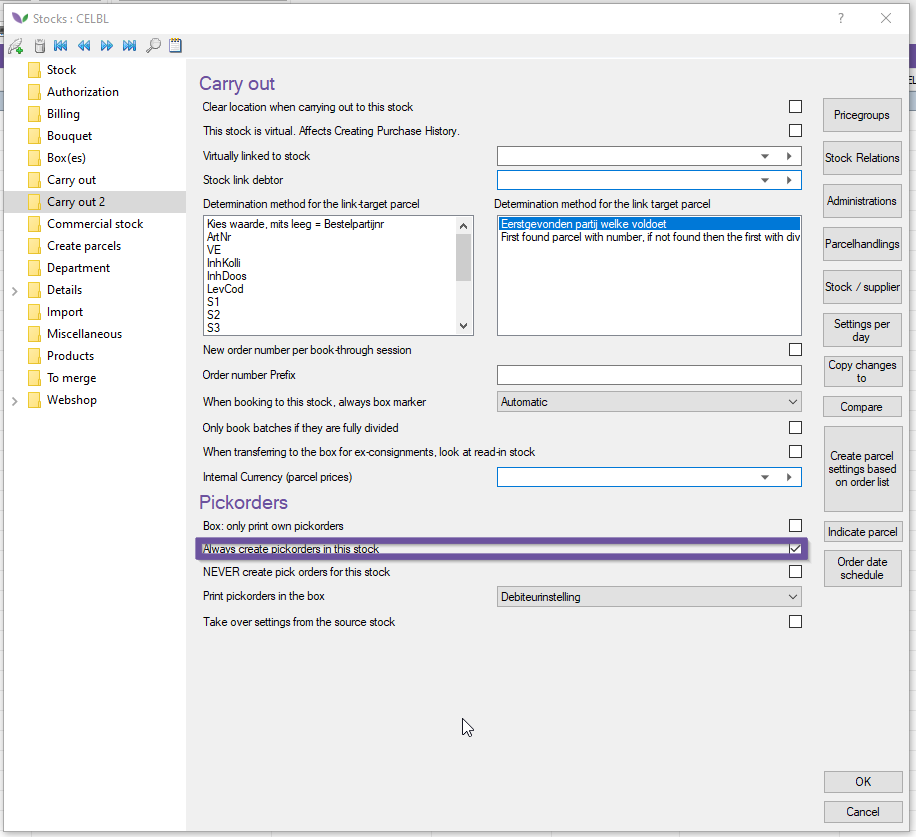 Stocks : CELBL
?
Stock
Authorization
Billing
Bouquet
Box(es)
Carry out
Carry out 2
Commercial stock
Create parcels
Department
Details
Import
Miscellaneous
Products
To merge
Webshop
Carry out
Clear location when carrying out to this stock
This stock is virtual. Affects Creating Purchase History.
Virtually linked to stock
Stock link debtor
Determination method for the link-target parcel
Determination method for the link target parcel
Kies waarde, mits leeg = Bestelpartijnr
ArtNr
VE
InhKolli
InhDoos
LevCod
S1
S2
S3
Eerstgevonden partij welke voldoet
First found parcel with number, if not found then the first with div
New order number per book-through session
Order number Prefix
When booking to this stock, always box marker
Automatic
Only book batches if they are fully divided
When transferring to the box for ex-consignments, look at read-in stock
Internal Currency (parcel prices)
Pickorders
Box: only print own pickorders
Always create pickorders in this stock
NEVER create pick orders for this stock
Print pickorders in the box
Debiteurinstelling
Take over settings from the source stock
Pricegroups
Stock Relations
Administrations
Parcelhandlings
Stock / supplier
Settings per
day
Copy changes
to
Compare
Create parcel
settings based
on order list
Indicate parcel
Order date
schedule
OK
Cancel